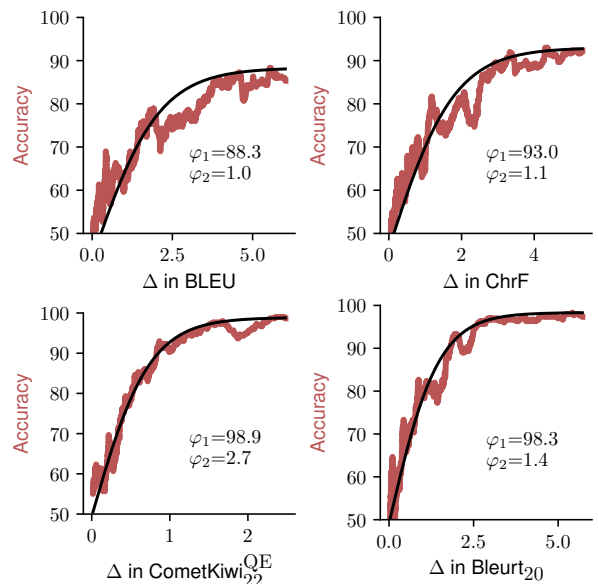 100
90
80
70
60
50
Accuracy
φ₁=88.3
φ₂=1.0
0.0 2.5 5.0
Δ in BLEU
100
90
80
70
60
50
Accuracy
φ₁=93.0
φ₂=1.1
0 2 4
Δ in ChrF
100
90
80
70
60
50
Accuracy
φ₁=98.9
φ₂=2.7
0 1 2
Δ in CometKiwi₂₂^QE
100
90
80
70
60
50
Accuracy
φ₁=98.3
φ₂=1.4
0.0 2.5 5.0
Δ in Bleurt₂₀